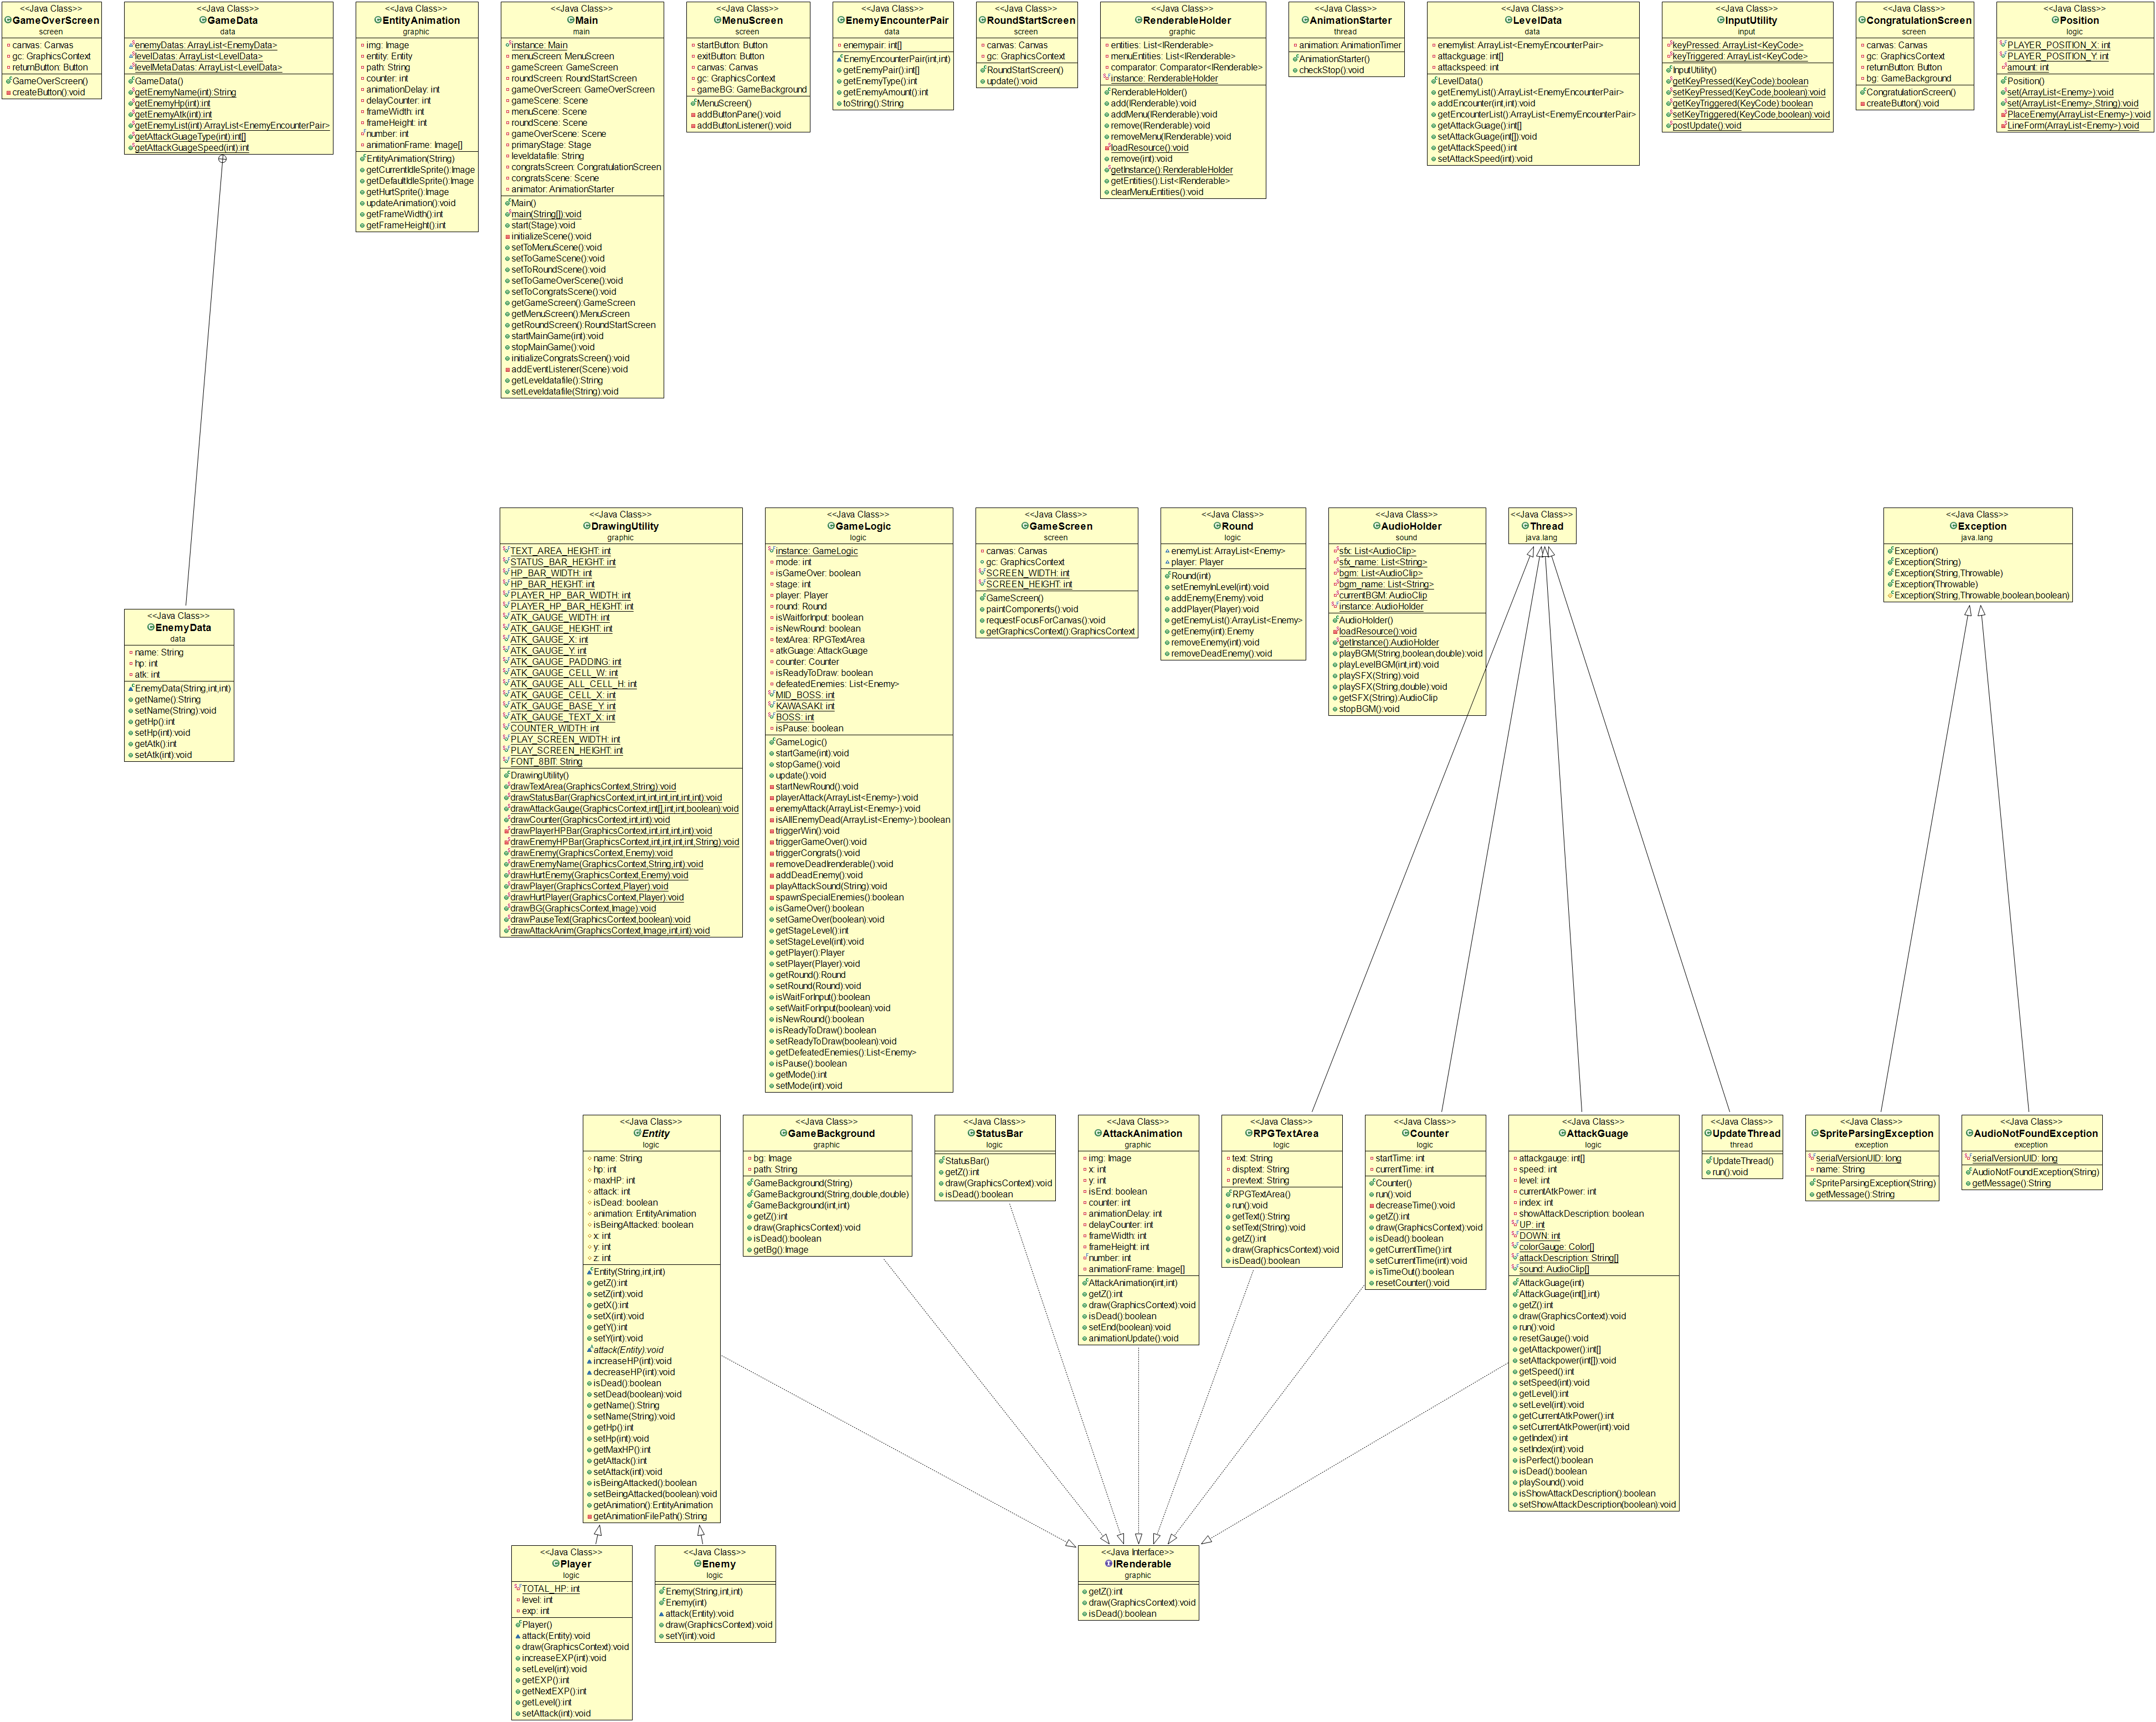 <<Java Class>>
GameOverScreen
screen
canvas: Canvas
gc: GraphicsContext
returnButton: Button
GameOverScreen()
createButton():void
<<Java Class>>
GameData
data
enemyDatas: ArrayList<EnemyData>
levelDatas: ArrayList<LevelData>
levelMetaDatas: ArrayList<LevelData>
GameData()
getEnemyName(int):String
getEnemyHp(int):int
getEnemyAtk(int):int
getEnemyList(int):ArrayList<EnemyEncounterPair>
getAttackGuageType(int):int[]
getAttackGuageSpeed(int):int
<<Java Class>>
EntityAnimation
graphic
img: Image
entity: Entity
path: String
counter: int
animationDelay: int
delayCounter: int
frameWidth: int
frameHeight: int
number: int
animationFrame: Image[]
EntityAnimation(String)
getCurrentIdleSprite():Image
getDefaultIdleSprite():Image
getHurtSprite():Image
updateAnimation():void
getFrameWidth():int
getFrameHeight():int
<<Java Class>>
Main
main
instance: Main
menuScreen: MenuScreen
gameScreen: GameScreen
roundScreen: RoundStartScreen
gameOverScreen: GameOverScreen
gameScene: Scene
menuScene: Scene
roundScene: Scene
gameOverScene: Scene
primaryStage: Stage
leveldatafile: String
congratsScreen: CongratulationScreen
congratsScene: Scene
animator: AnimationStarter
Main()
main(String[]):void
start(Stage):void
initializeScene():void
setToMenuScene():void
setToGameScene():void
setToRoundScene():void
setToGameOverScene():void
setToCongratsScene():void
getGameScreen():GameScreen
getMenuScreen():MenuScreen
getRoundScreen():RoundStartScreen
startMainGame(int):void
stopMainGame():void
initializeCongratsScreen():void
addEventListener(Scene):void
getLeveldatafile():String
setLeveldatafile(String):void
<<Java Class>>
MenuScreen
screen
startButton: Button
exitButton: Button
canvas: Canvas
gc: GraphicsContext
gameBG: GameBackground
MenuScreen()
addButtonPane():void
addButtonListener():void
<<Java Class>>
EnemyEncounterPair
data
enemypair: int[]
EnemyEncounterPair(int,int)
getEnemyPair():int[]
getEnemyType():int
getEnemyAmount():int
toString():String
<<Java Class>>
RoundStartScreen
screen
canvas: Canvas
gc: GraphicsContext
RoundStartScreen()
update():void
<<Java Class>>
RenderableHolder
graphic
entities: List<IRenderable>
menuEntities: List<IRenderable>
comparator: Comparator<IRenderable>
instance: RenderableHolder
RenderableHolder()
add(IRenderable):void
addMenu(IRenderable):void
remove(IRenderable):void
removeMenu(IRenderable):void
loadResource():void
remove(int):void
getInstance():RenderableHolder
getEntities():List<IRenderable>
clearMenuEntities():void
<<Java Class>>
AnimationStarter
thread
animation: AnimationTimer
AnimationStarter()
checkStop():void
<<Java Class>>
LevelData
data
enemylist: ArrayList<EnemyEncounterPair>
attackguage: int[]
attackspeed: int
LevelData()
getEnemyList():ArrayList<EnemyEncounterPair>
addEncounter(int,int):void
getEncounterList():ArrayList<EnemyEncounterPair>
getAttackGuage():int[]
setAttackGuage(int[]):void
getAttackSpeed():int
setAttackSpeed(int):void
<<Java Class>>
InputUtility
input
keyPressed: ArrayList<KeyCode>
keyTriggered: ArrayList<KeyCode>
InputUtility()
getKeyPressed(KeyCode):boolean
setKeyPressed(KeyCode,boolean):void
getKeyTriggered(KeyCode):boolean
setKeyTriggered(KeyCode,boolean):void
postUpdate():void
<<Java Class>>
CongratulationScreen
screen
canvas: Canvas
gc: GraphicsContext
returnButton: Button
bg: GameBackground
CongratulationScreen()
createButton():void
<<Java Class>>
Position
logic
PLAYER_POSITION_X: int
PLAYER_POSITION_Y: int
amount: int
Position()
set(ArrayList<Enemy>):void
set(ArrayList<Enemy>,String):void
PlaceEnemy(ArrayList<Enemy>):void
LineForm(ArrayList<Enemy>):void
<<Java Class>>
EnemyData
data
name: String
hp: int
atk: int
EnemyData(String,int,int)
getName():String
setName(String):void
getHp():int
setHp(int):void
getAtk():int
setAtk(int):void
<<Java Class>>
DrawingUtility
graphic
TEXT_AREA_HEIGHT: int
STATUS_BAR_HEIGHT: int
HP_BAR_WIDTH: int
HP_BAR_HEIGHT: int
PLAYER_HP_BAR_WIDTH: int
PLAYER_HP_BAR_HEIGHT: int
ATK_GAUGE_WIDTH: int
ATK_GAUGE_HEIGHT: int
ATK_GAUGE_X: int
ATK_GAUGE_Y: int
ATK_GAUGE_PADDING: int
ATK_GAUGE_CELL_W: int
ATK_GAUGE_ALL_CELL_H: int
ATK_GAUGE_CELL_X: int
ATK_GAUGE_BASE_Y: int
ATK_GAUGE_TEXT_X: int
COUNTER_WIDTH: int
PLAY_SCREEN_WIDTH: int
PLAY_SCREEN_HEIGHT: int
FONT_8BIT: String
DrawingUtility()
drawTextArea(GraphicsContext,String):void
drawStatusBar(GraphicsContext,int,int,int,int,int,int):void
drawAttackGauge(GraphicsContext,int[],int,int,boolean):void
drawCounter(GraphicsContext,int,int):void
drawPlayerHPBar(GraphicsContext,int,int,int,int):void
drawEnemyHPBar(GraphicsContext,int,int,int,int,String):void
drawEnemy(GraphicsContext,Enemy):void
drawEnemyName(GraphicsContext,String,int):void
drawHurtEnemy(GraphicsContext,Enemy):void
drawPlayer(GraphicsContext,Player):void
drawHurtPlayer(GraphicsContext,Player):void
drawBG(GraphicsContext,Image):void
drawPauseText(GraphicsContext,boolean):void
drawAttackAnim(GraphicsContext,Image,int,int):void
<<Java Class>>
GameLogic
logic
instance: GameLogic
mode: int
isGameOver: boolean
stage: int
player: Player
round: Round
isWaitforInput: boolean
isNewRound: boolean
textArea: RPGTextArea
atkGuage: AttackGuage
counter: Counter
isReadyToDraw: boolean
defeatedEnemies: List<Enemy>
MID_BOSS: int
KAWASAKI: int
BOSS: int
isPause: boolean
GameLogic()
startGame(int):void
stopGame():void
update():void
startNewRound():void
playerAttack(ArrayList<Enemy>):void
enemyAttack(ArrayList<Enemy>):void
isAllEnemyDead(ArrayList<Enemy>):boolean
triggerWin():void
triggerGameOver():void
triggerCongrats():void
removeDeadIrenderable():void
addDeadEnemy():void
playAttackSound(String):void
spawnSpecialEnemies():boolean
isGameOver():boolean
setGameOver(boolean):void
getStageLevel():int
setStageLevel(int):void
getPlayer():Player
setPlayer(Player):void
getRound():Round
setRound(Round):void
isWaitForInput():boolean
setWaitForInput(boolean):void
isNewRound():boolean
isReadyToDraw():boolean
setReadyToDraw(boolean):void
getDefeatedEnemies():List<Enemy>
isPause():boolean
getMode():int
setMode(int):void
<<Java Class>>
GameScreen
screen
canvas: Canvas
gc: GraphicsContext
SCREEN_WIDTH: int
SCREEN_HEIGHT: int
GameScreen()
paintComponents():void
requestFocusForCanvas():void
getGraphicsContext():GraphicsContext
<<Java Class>>
Round
logic
enemyList: ArrayList<Enemy>
player: Player
Round(int)
setEnemyInLevel(int):void
addEnemy(Enemy):void
addPlayer(Player):void
getEnemyList():ArrayList<Enemy>
getEnemy(int):Enemy
removeEnemy(int):void
removeDeadEnemy():void
<<Java Class>>
AudioHolder
sound
sfx: List<AudioClip>
sfx_name: List<String>
bgm: List<AudioClip>
bgm_name: List<String>
currentBGM: AudioClip
instance: AudioHolder
AudioHolder()
loadResource():void
getInstance():AudioHolder
playBGM(String,boolean,double):void
playLevelBGM(int,int):void
playSFX(String):void
playSFX(String,double):void
getSFX(String):AudioClip
stopBGM():void
<<Java Class>>
Thread
java.lang
<<Java Class>>
Exception
java.lang
Exception()
Exception(String)
Exception(String,Throwable)
Exception(Throwable)
Exception(String,Throwable,boolean,boolean)
<<Java Class>>
Entity
logic
name: String
hp: int
maxHP: int
attack: int
isDead: boolean
animation: EntityAnimation
isBeingAttacked: boolean
x: int
y: int
z: int
Entity(String,int,int)
getZ():int
setZ(int):void
getX():int
setX(int):void
getY():int
setY(int):void
attack(Entity):void
increaseHP(int):void
decreaseHP(int):void
isDead():boolean
setDead(boolean):void
getName():String
setName(String):void
getHp():int
setHp(int):void
getMaxHP():int
getAttack():int
setAttack(int):void
isBeingAttacked():boolean
setBeingAttacked(boolean):void
getAnimation():EntityAnimation
getAnimationFilePath():String
<<Java Class>>
GameBackground
graphic
bg: Image
path: String
GameBackground(String)
GameBackground(String,double,double)
GameBackground(int,int)
getZ():int
draw(GraphicsContext):void
isDead():boolean
getBg():Image
<<Java Class>>
StatusBar
logic
StatusBar()
getZ():int
draw(GraphicsContext):void
isDead():boolean
<<Java Class>>
AttackAnimation
graphic
img: Image
x: int
y: int
isEnd: boolean
counter: int
animationDelay: int
delayCounter: int
frameWidth: int
frameHeight: int
number: int
animationFrame: Image[]
AttackAnimation(int,int)
getZ():int
draw(GraphicsContext):void
isDead():boolean
setEnd(boolean):void
animationUpdate():void
<<Java Class>>
RPGTextArea
logic
text: String
disptext: String
prevtext: String
RPGTextArea()
run():void
getText():String
setText(String):void
getZ():int
draw(GraphicsContext):void
isDead():boolean
<<Java Class>>
Counter
logic
startTime: int
currentTime: int
Counter()
run():void
decreaseTime():void
getZ():int
draw(GraphicsContext):void
isDead():boolean
getCurrentTime():int
setCurrentTime(int):void
isTimeOut():boolean
resetCounter():void
<<Java Class>>
AttackGuage
logic
attackgauge: int[]
speed: int
level: int
currentAtkPower: int
index: int
showAttackDescription: boolean
UP: int
DOWN: int
colorGauge: Color[]
attackDescription: String[]
sound: AudioClip[]
AttackGuage(int)
AttackGuage(int[],int)
getZ():int
draw(GraphicsContext):void
run():void
resetGauge():void
getAttackpower():int[]
setAttackpower(int[]):void
getSpeed():int
setSpeed(int):void
getLevel():int
setLevel(int):void
getCurrentAtkPower():int
setCurrentAtkPower(int):void
getIndex():int
setIndex(int):void
isPerfect():boolean
isDead():boolean
playSound():void
isShowAttackDescription():boolean
setShowAttackDescription(boolean):void
<<Java Class>>
UpdateThread
thread
UpdateThread()
run():void
<<Java Class>>
SpriteParsingException
exception
serialVersionUID: long
name: String
SpriteParsingException(String)
getMessage():String
<<Java Class>>
AudioNotFoundException
exception
serialVersionUID: long
AudioNotFoundException(String)
getMessage():String
<<Java Class>>
Player
logic
TOTAL_HP: int
level: int
exp: int
Player()
attack(Entity):void
draw(GraphicsContext):void
increaseEXP(int):void
setLevel(int):void
getEXP():int
getNextEXP():int
getLevel():int
setAttack(int):void
<<Java Class>>
Enemy
logic
Enemy(String,int,int)
Enemy(int)
attack(Entity):void
draw(GraphicsContext):void
setY(int):void
<<Java Interface>>
IRenderable
graphic
getZ():int
draw(GraphicsContext):void
isDead():boolean